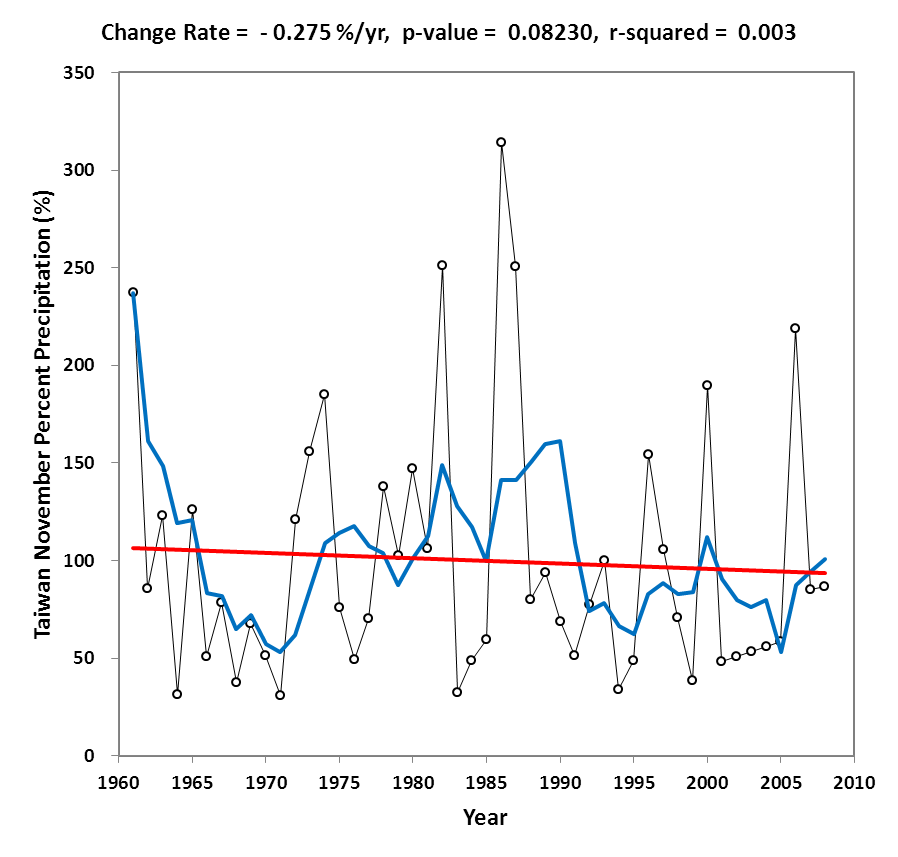 Change Rate = - 0.275 %/yr, p-value = 0.08230, r-squared = 0.003
350
300
250
200
150
100
50
0
Taiwan November Percent Precipitation (%)
1960 1965 1970 1975 1980 1985 1990 1995 2000 2005 2010
Year